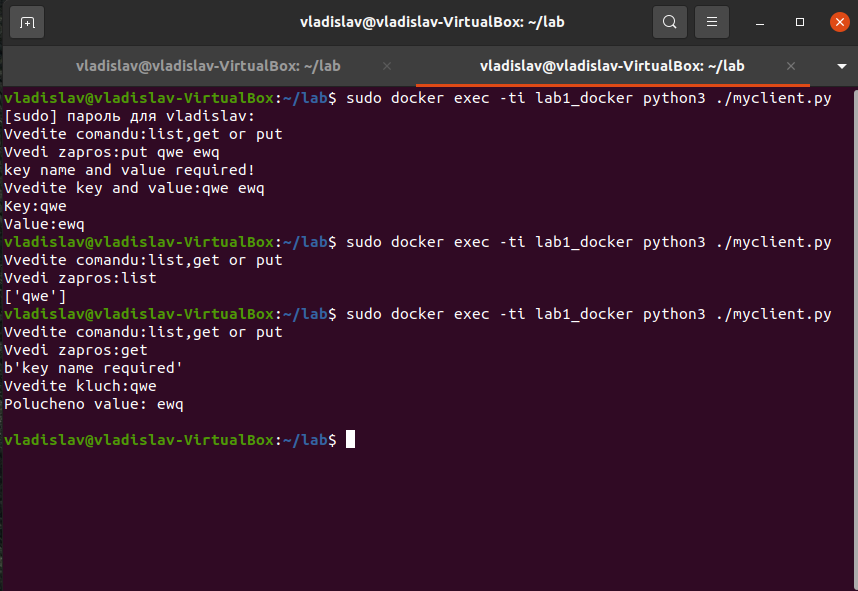 vladislav@vladislav-VirtualBox: ~/lab
vladislav@vladislav-VirtualBox: ~/lab
vladislav@vladislav-VirtualBox: ~/lab
vladislav@vladislav-VirtualBox:~/lab$ sudo docker exec -ti lab1_docker python3 ./myclient.py
[sudo] пароль для vladislav:
Vvedite comandu:list,get or put
Vvedi zapros:put qwe ewq
key name and value required!
Vvedite key and value:qwe ewq
Key:qwe
Value:ewq
vladislav@vladislav-VirtualBox:~/lab$ sudo docker exec -ti lab1_docker python3 ./myclient.py
Vvedite comandu:list,get or put
Vvedi zapros:list
['qwe']
vladislav@vladislav-VirtualBox:~/lab$ sudo docker exec -ti lab1_docker python3 ./myclient.py
Vvedite comandu:list,get or put
Vvedi zapros:get
b'key name required'
Vvedite kluch:qwe
Polucheno value: ewq
vladislav@vladislav-VirtualBox:~/lab$